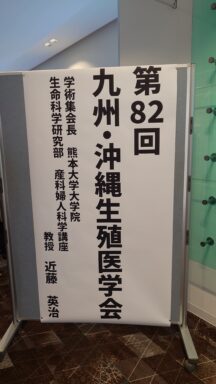 第82回
九州・沖縄生殖医学会
学術集会長 熊本大学大学院
生命科学研究部 産科婦人科学講座
教授 近藤 英治